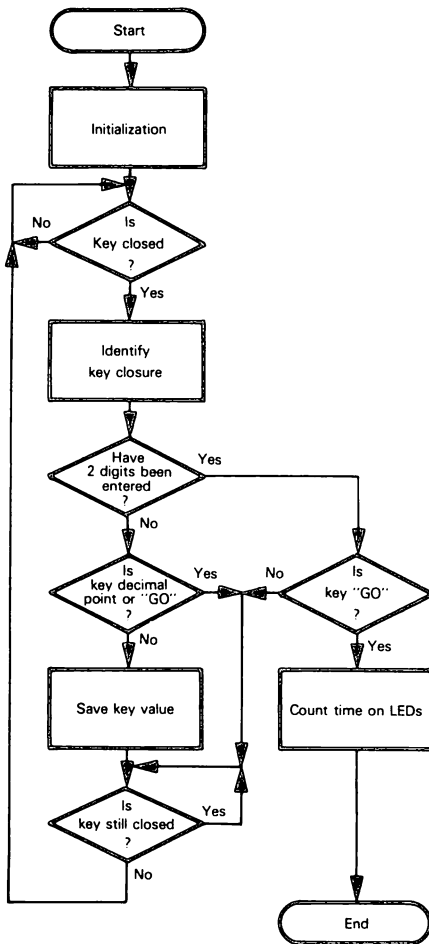 Start
Initialization
No
Is
Key closed
?
Yes
Identify
key closure
Have
2 digits been
entered
?
Yes
No
Is
key decimal
point or "GO"
?
Yes
No
Is
key "GO"
?
No
Yes
Save key value
Count time on LEDs
Is
key still closed
?
Yes
No
End